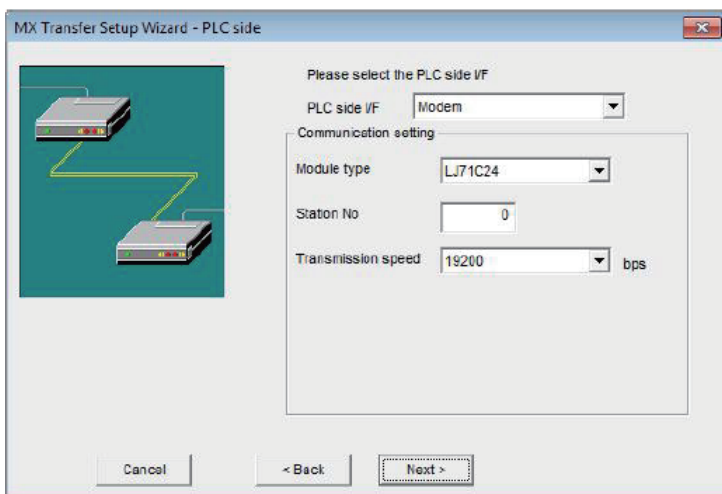 MX Transfer Setup Wizard - PLC side
Please select the PLC side I/F
PLC side I/F Modem
Communication setting
Module type LJ71C24
Station No 0
Transmission speed 19200 bps
Cancel < Back Next >